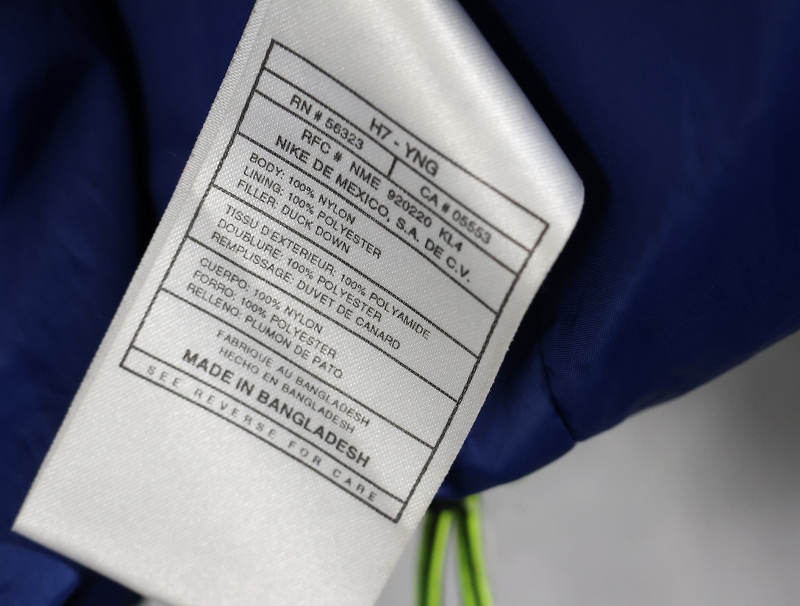 H7 - YNG
RN # 56323 CA # 05553
RFC # NME 920220 KL4
NIKE DE MEXICO, S.A. DE C.V.
BODY: 100% NYLON
LINING: 100% POLYESTER
FILLER: DUCK DOWN
TISSU D'EXTERIEUR: 100% POLYAMIDE
DOUBLURE: 100% POLYESTER
REMPLISSAGE: DUVET DE CANARD
CUERPO: 100% NYLON
FORRO: 100% POLYESTER
RELLENO: PLUMON DE PATO
FABRIQUE AU BANGLADESH
HECHO EN BANGLADESH
MADE IN BANGLADESH
SEE REVERSE FOR CARE